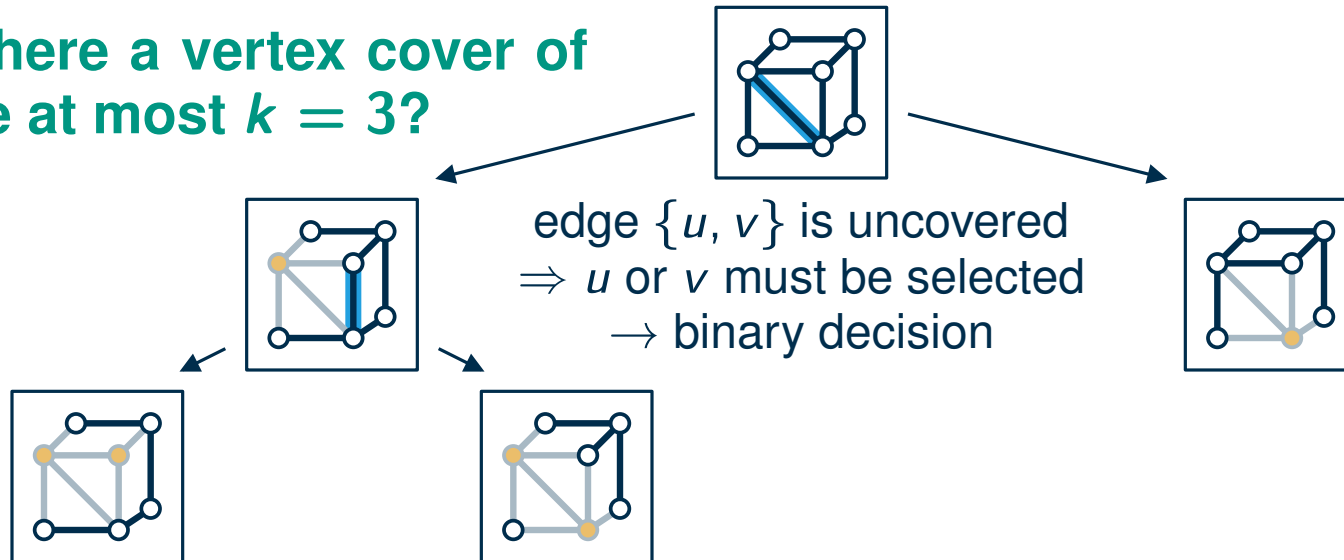 here a vertex cover of
e at most k = 3?
edge {u, v} is uncovered
⇒ u or v must be selected
→ binary decision